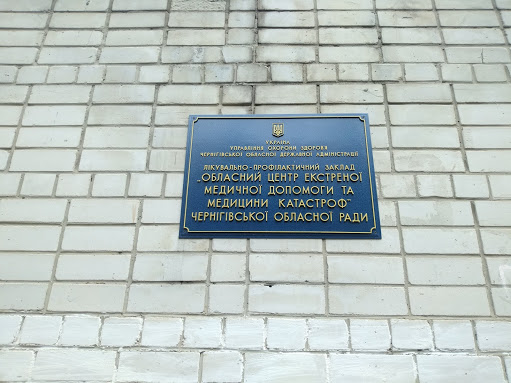 УКРАЇНА
УПРАВЛІННЯ ОХОРОНИ ЗДОРОВ'Я
ЧЕРНІГІВСЬКОЇ ОБЛАСНОЇ ДЕРЖАВНОЇ АДМІНІСТРАЦІЇ
ЛІКУВАЛЬНО-ПРОФІЛАКТИЧНИЙ ЗАКЛАД
„ОБЛАСНИЙ ЦЕНТР ЕКСТРЕНОЇ
МЕДИЧНОЇ ДОПОМОГИ ТА
МЕДИЦИНИ КАТАСТРОФ"
ЧЕРНІГІВСЬКОЇ ОБЛАСНОЇ РАДИ